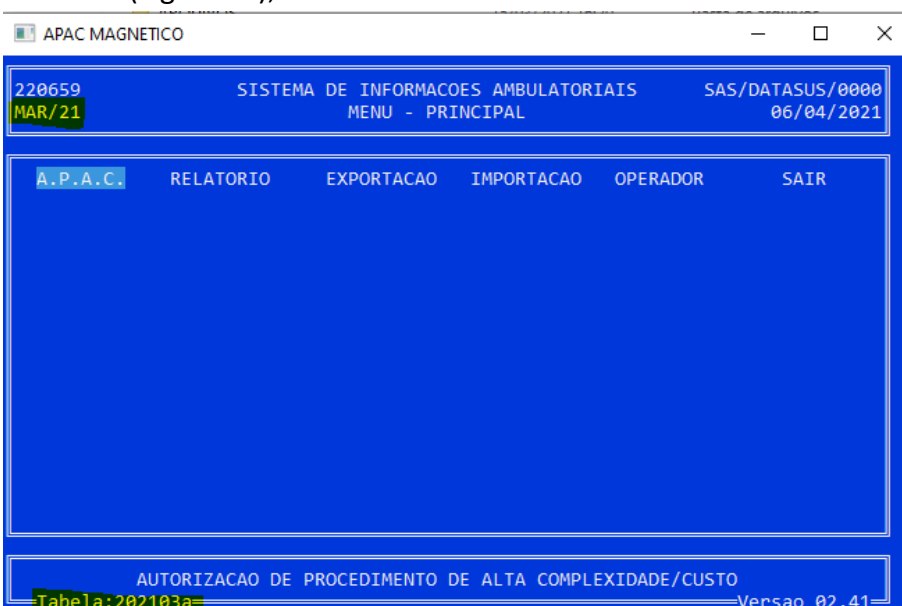 APAC MAGNETICO
220659 SISTEMA DE INFORMACOES AMBULATORIAIS SAS/DATASUS/0000
MAR/21 MENU - PRINCIPAL 06/04/2021
A.P.A.C. RELATORIO EXPORTACAO IMPORTACAO OPERADOR SAIR
AUTORIZACAO DE PROCEDIMENTO DE ALTA COMPLEXIDADE/CUSTO
Tabela:202103a Versao 02.41